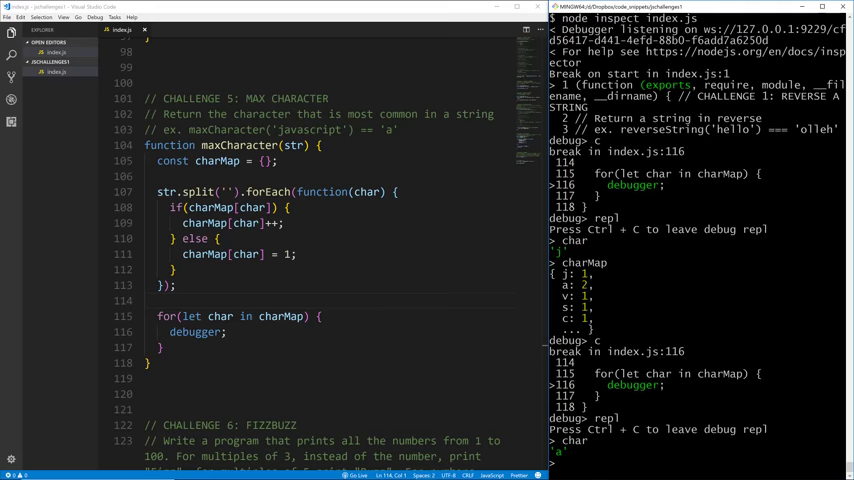 index.js - jschallenges1 - Visual Studio Code
File Edit Selection View Go Debug Tasks Help
EXPLORER
OPEN EDITORS
JS index.js
JSCHALLENGES1
JS index.js
JS index.js ×
98
99
100
101 // CHALLENGE 5: MAX CHARACTER
102 // Return the character that is most common in a string
103 // ex. maxCharacter('javascript') == 'a'
104 function maxCharacter(str) {
105 const charMap = {};
106
107 str.split('').forEach(function(char) {
108 if(charMap[char]) {
109 charMap[char]++;
110 } else {
111 charMap[char] = 1;
112 }
113 });
114
115 for(let char in charMap) {
116 debugger;
117 }
118 }
119
120
121
122 // CHALLENGE 6: FIZZBUZZ
123 // Write a program that prints all the numbers from 1 to
100. For multiples of 3, instead of the number, print
0 0
Go Live Ln 114, Col 1 Spaces: 2 UTF-8 CRLF JavaScript Prettier
MINGW64:/d/Dropbox/code_snippets/jschallenges1
$ node inspect index.js
< Debugger listening on ws://127.0.0.1:9229/cf
d56417-d441-4efd-88b0-f6add7a6250d
< For help see https://nodejs.org/en/docs/insp
ector
Break on start in index.js:1
> 1 (function (exports, require, module, __fil
ename, __dirname) { // CHALLENGE 1: REVERSE A
STRING
2 // Return a string in reverse
3 // ex. reverseString('hello') === 'olleh'
debug> c
break in index.js:116
114
115 for(let char in charMap) {
>116 debugger;
117 }
118 }
debug> repl
Press Ctrl + C to leave debug repl
> char
'j'
> charMap
{ j: 1,
a: 2,
v: 1,
s: 1,
c: 1,
... }
debug> c
break in index.js:116
114
115 for(let char in charMap) {
>116 debugger;
117 }
118 }
debug> repl
Press Ctrl + C to leave debug repl
> char
'a'
>